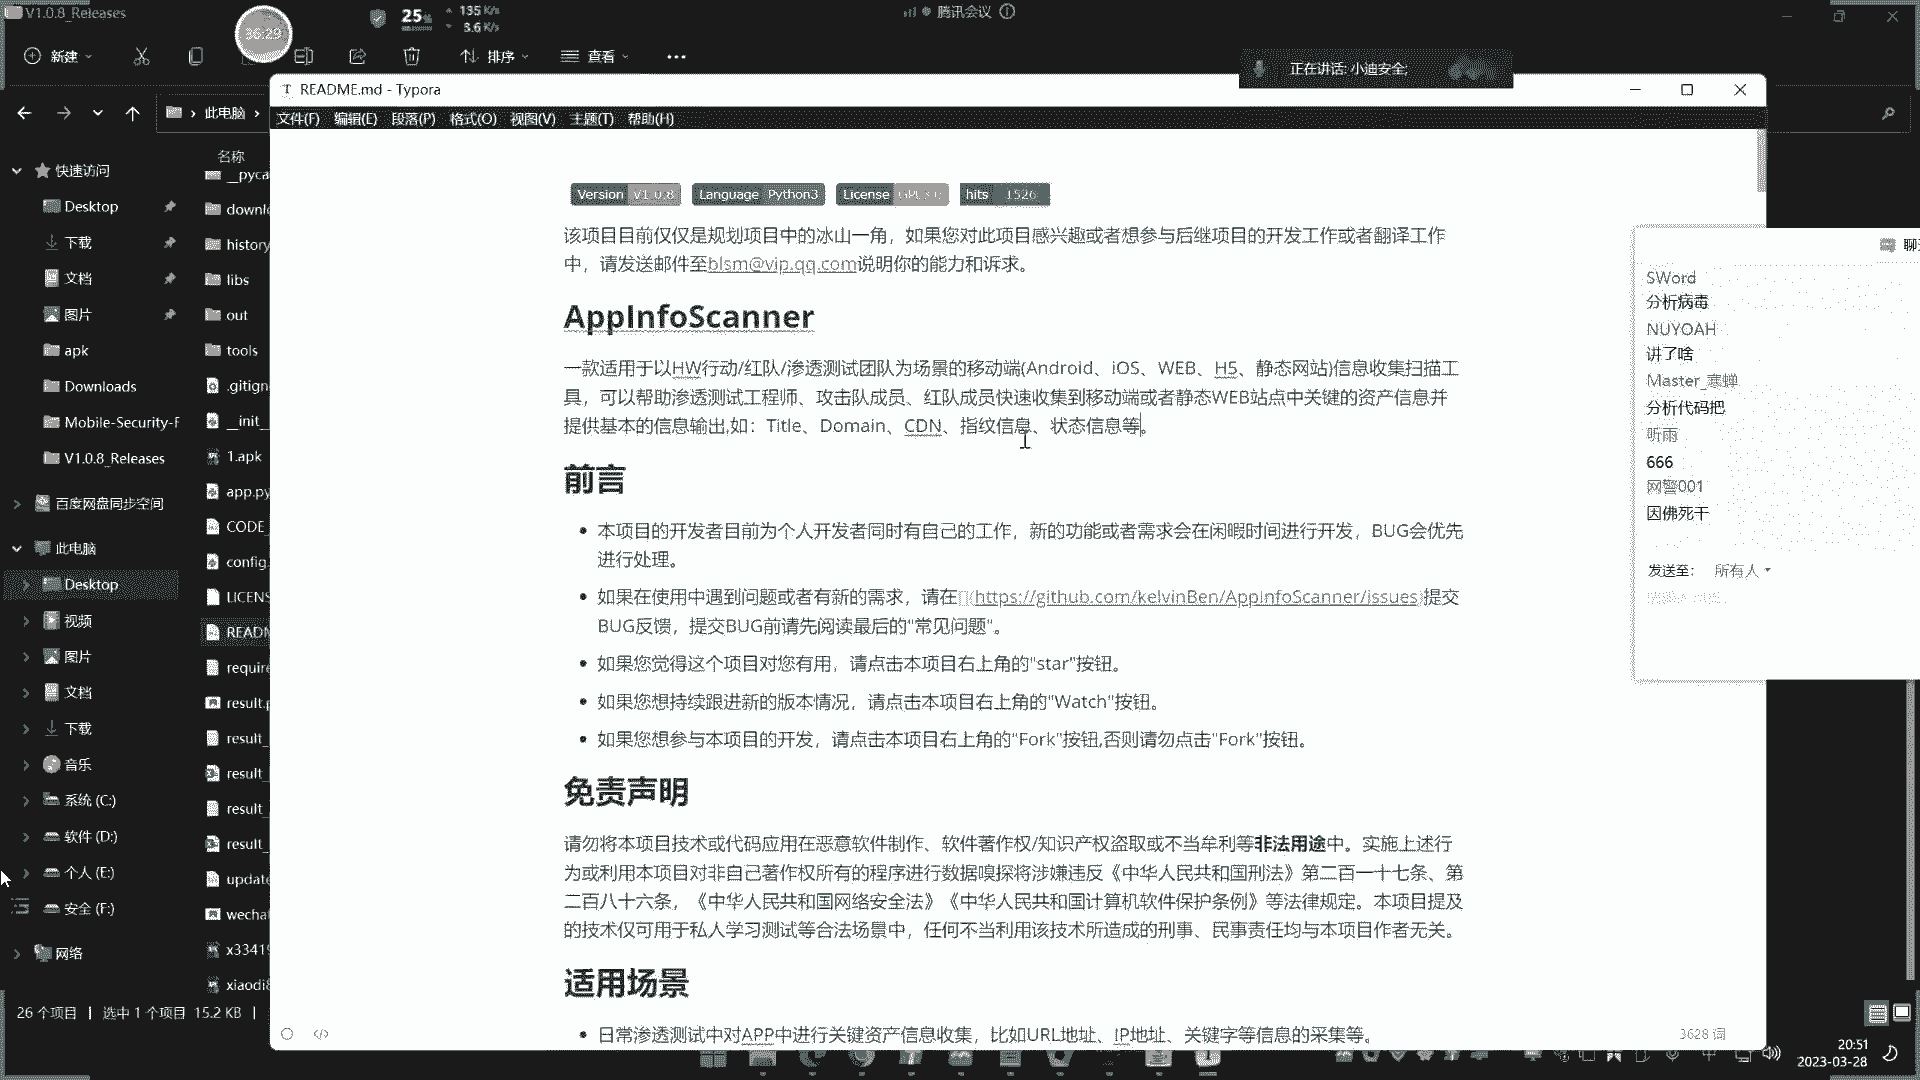 V1.0.8_Releases
36:29
25%
135 K/s
3.6 K/s
腾讯会议
新建
排序
查看
正在讲话: 小迪安全;
README.md - Typora
此电脑
文件(F) 编辑(E) 段落(P) 格式(O) 视图(V) 主题(T) 帮助(H)
名称
快速访问
Desktop
下载
文档
图片
apk
Downloads
Mobile-Security-F
V1.0.8_Releases
百度网盘同步空间
此电脑
Desktop
视频
图片
文档
下载
音乐
系统 (C:)
软件 (D:)
个人 (E:)
安全 (F:)
网络
__pyca
downl
history
libs
out
tools
.gitign
__init_
1.apk
app.py
CODE_
config.
LICENS
READM
require
result.p
result_
result_
result_
result_
update
wechat
x33419
xiaodi8
26 个项目 | 选中 1 个项目 15.2 KB |
Version V1.0.8 Language Python3 License hits 1526
该项目目前仅仅是规划项目中的冰山一角，如果您对此项目感兴趣或者想参与后继项目的开发工作或者翻译工作
中，请发送邮件至blsm@vip.qq.com说明你的能力和诉求。
AppInfoScanner
一款适用于以HW行动/红队/渗透测试团队为场景的移动端(Android、iOS、WEB、H5、静态网站)信息收集扫描工
具，可以帮助渗透测试工程师、攻击队成员、红队成员快速收集到移动端或者静态WEB站点中关键的资产信息并
提供基本的信息输出,如：Title、Domain、CDN、指纹信息、状态信息等。
前言
本项目的开发者目前为个人开发者同时有自己的工作，新的功能或者需求会在闲暇时间进行开发，BUG会优先
进行处理。
如果在使用中遇到问题或者有新的需求，请在[](https://github.com/kelvinBen/AppInfoScanner/issues)提交
BUG反馈，提交BUG前请先阅读最后的"常见问题"。
如果您觉得这个项目对您有用，请点击本项目右上角的"star"按钮。
如果您想持续跟进新的版本情况，请点击本项目右上角的"Watch"按钮。
如果您想参与本项目的开发，请点击本项目右上角的"Fork"按钮,否则请勿点击"Fork"按钮。
免责声明
请勿将本项目技术或代码应用在恶意软件制作、软件著作权/知识产权盗取或不当牟利等非法用途中。实施上述行
为或利用本项目对非自己著作权所有的程序进行数据嗅探将涉嫌违反《中华人民共和国刑法》第二百一十七条、第
二百八十六条，《中华人民共和国网络安全法》《中华人民共和国计算机软件保护条例》等法律规定。本项目提及
的技术仅可用于私人学习测试等合法场景中，任何不当利用该技术所造成的刑事、民事责任均与本项目作者无关。
适用场景
日常渗透测试中对APP中进行关键资产信息收集，比如URL地址、IP地址、关键字等信息的采集等。
3628 词
聊
SWord
分析病毒
NUYOAH
讲了啥
Master_寒蝉
分析代码把
听雨
666
网警001
因佛死干
发送至: 所有人
20:51
2023-03-28